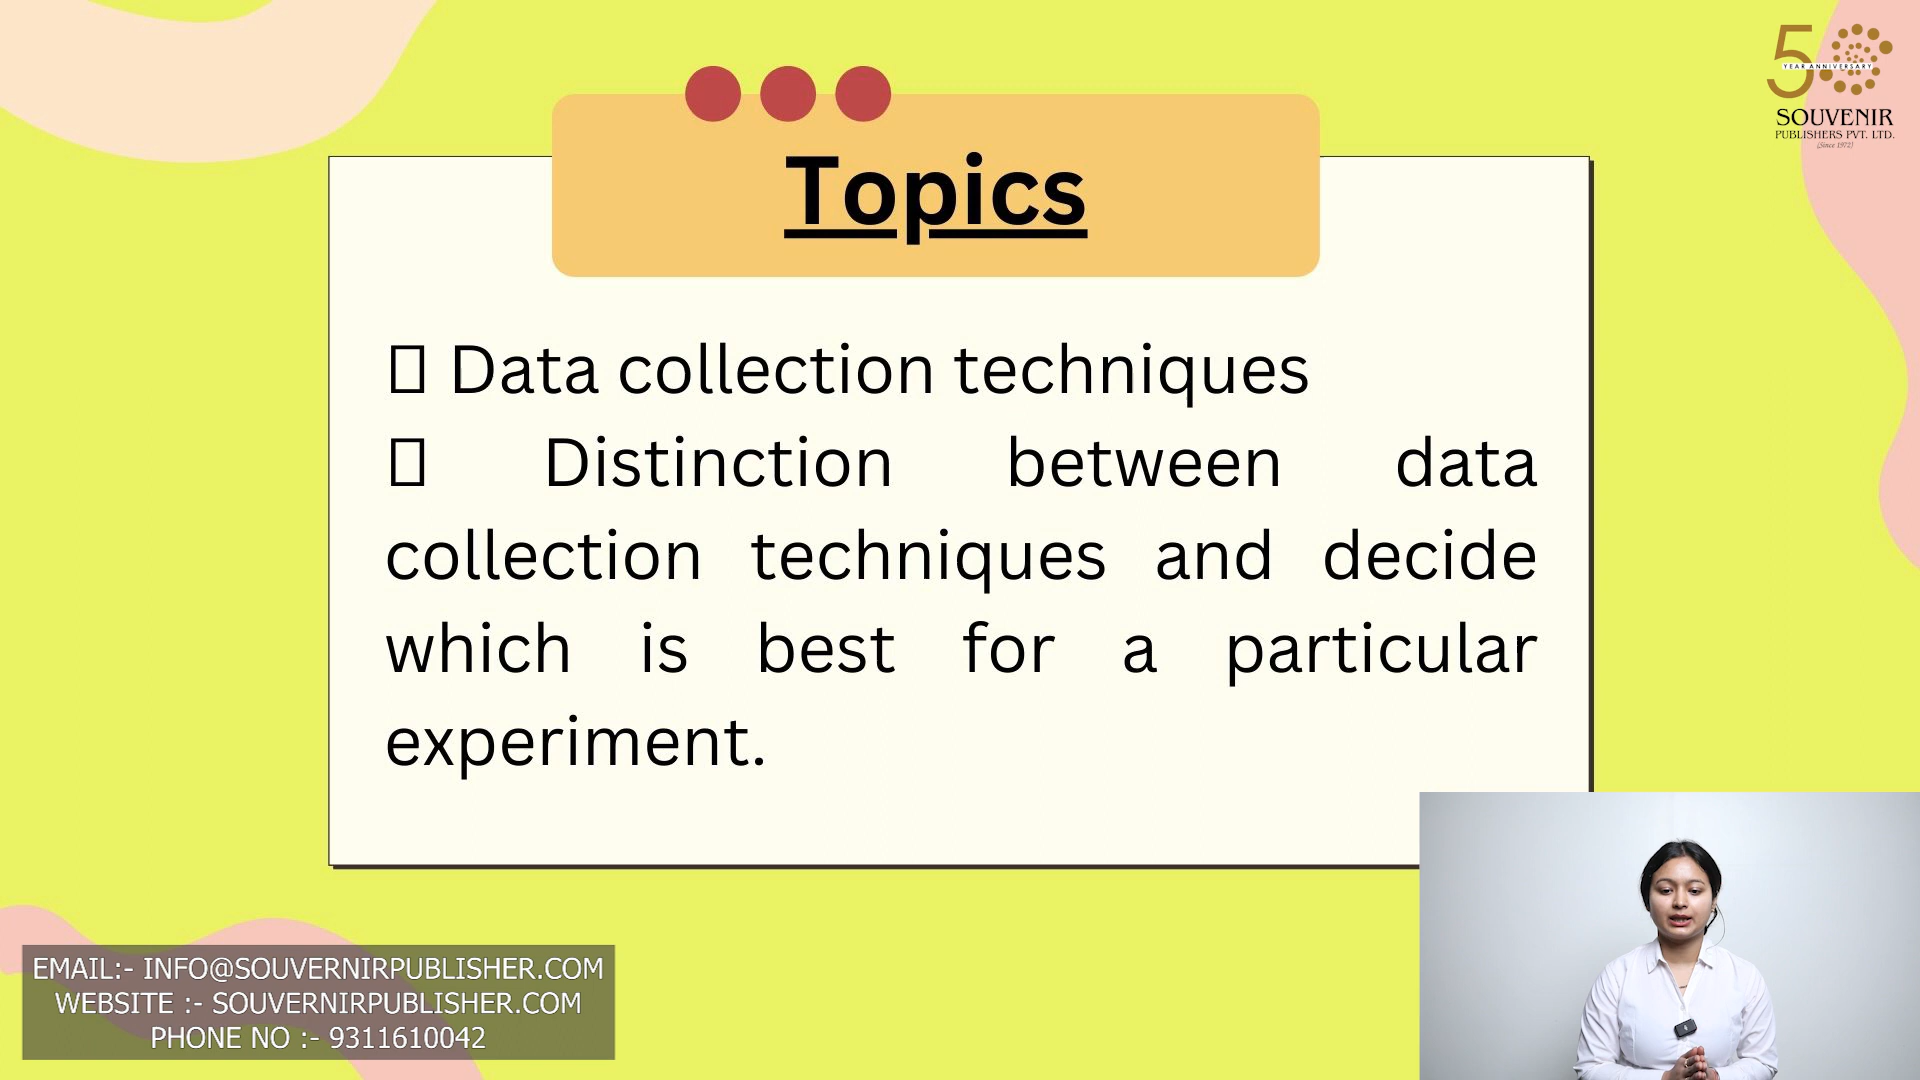 50
YEAR ANNIVERSARY
SOUVENIR
PUBLISHERS PVT. LTD.
(Since 1972)
Topics
Data collection techniques
Distinction between data
collection techniques and decide
which is best for a particular
experiment.
EMAIL:- INFO@SOUVERNIRPUBLISHER.COM
WEBSITE :- SOUVERNIRPUBLISHER.COM
PHONE NO :- 9311610042